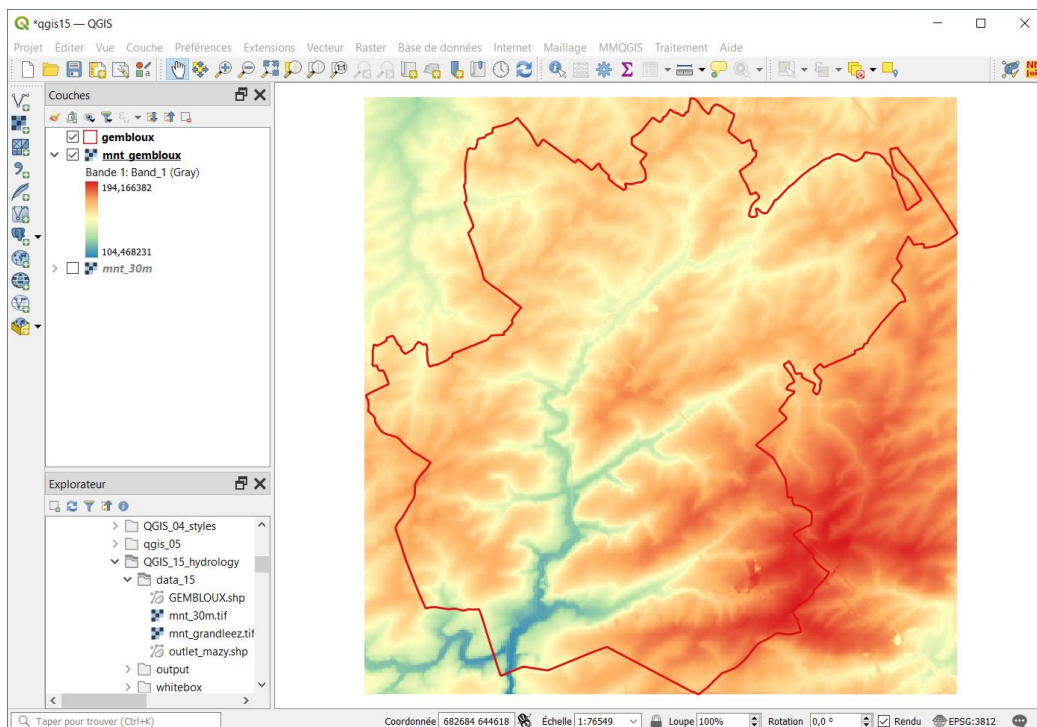 *qgis15 — QGIS
Projet Éditer Vue Couche Préférences Extensions Vecteur Raster Base de données Internet Maillage MMQGIS Traitement Aide
Couches
gembloux
mnt_gembloux
Bande 1: Band_1 (Gray)
194,166382
104,468231
mnt_30m
Explorateur
QGIS_04_styles
qgis_05
QGIS_15_hydrology
data_15
GEMBLOUX.shp
mnt_30m.tif
mnt_grandleez.tif
outlet_mazy.shp
output
whitebox
Taper pour trouver (Ctrl+K) Coordonnée 682684 644618 Échelle 1:76549 Loupe 100% Rotation 0,0 ° Rendu EPSG:3812